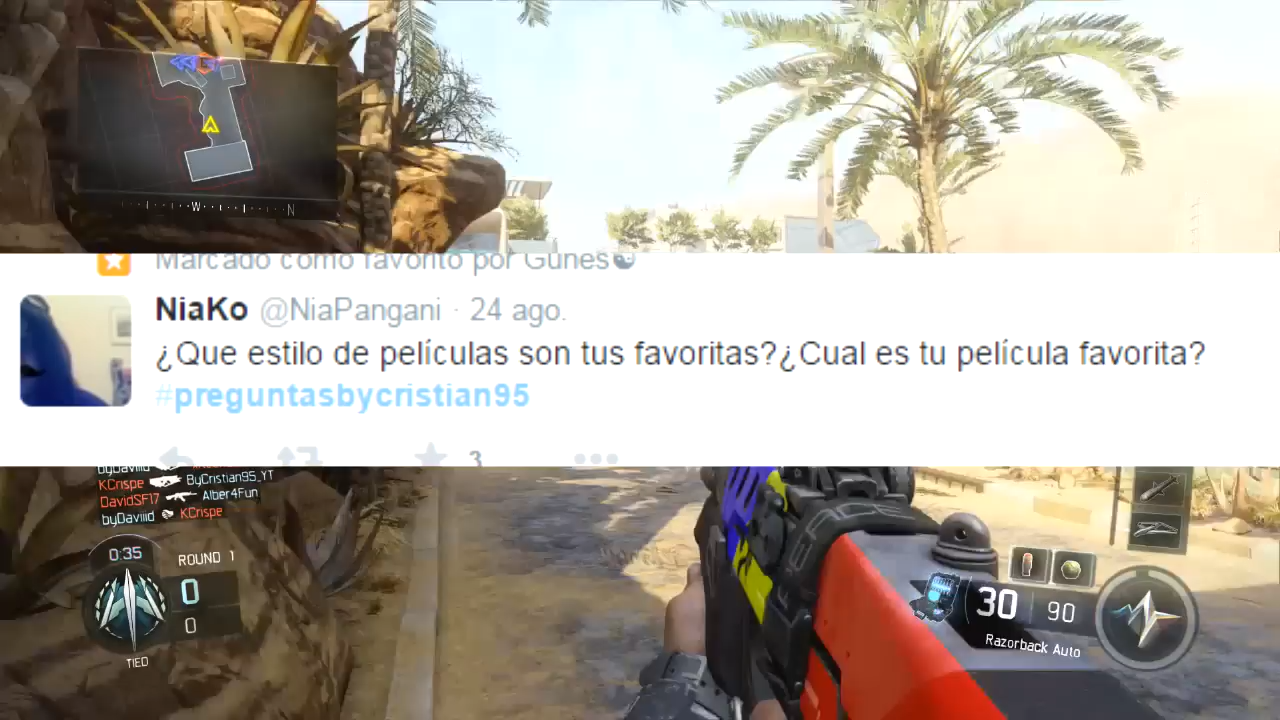 W
N
Marcado como favorito por Gunes
NiaKo @NiaPangani · 24 ago.
¿Que estilo de películas son tus favoritas?¿Cual es tu película favorita?
#preguntasbycristian95
3
byDaviiid
KCrispe ByCristian95_YT
DavidSF17 Alber4Fun
byDaviiid KCrispe
0:35
ROUND 1
0
0
TIED
30 90
Razorback Auto